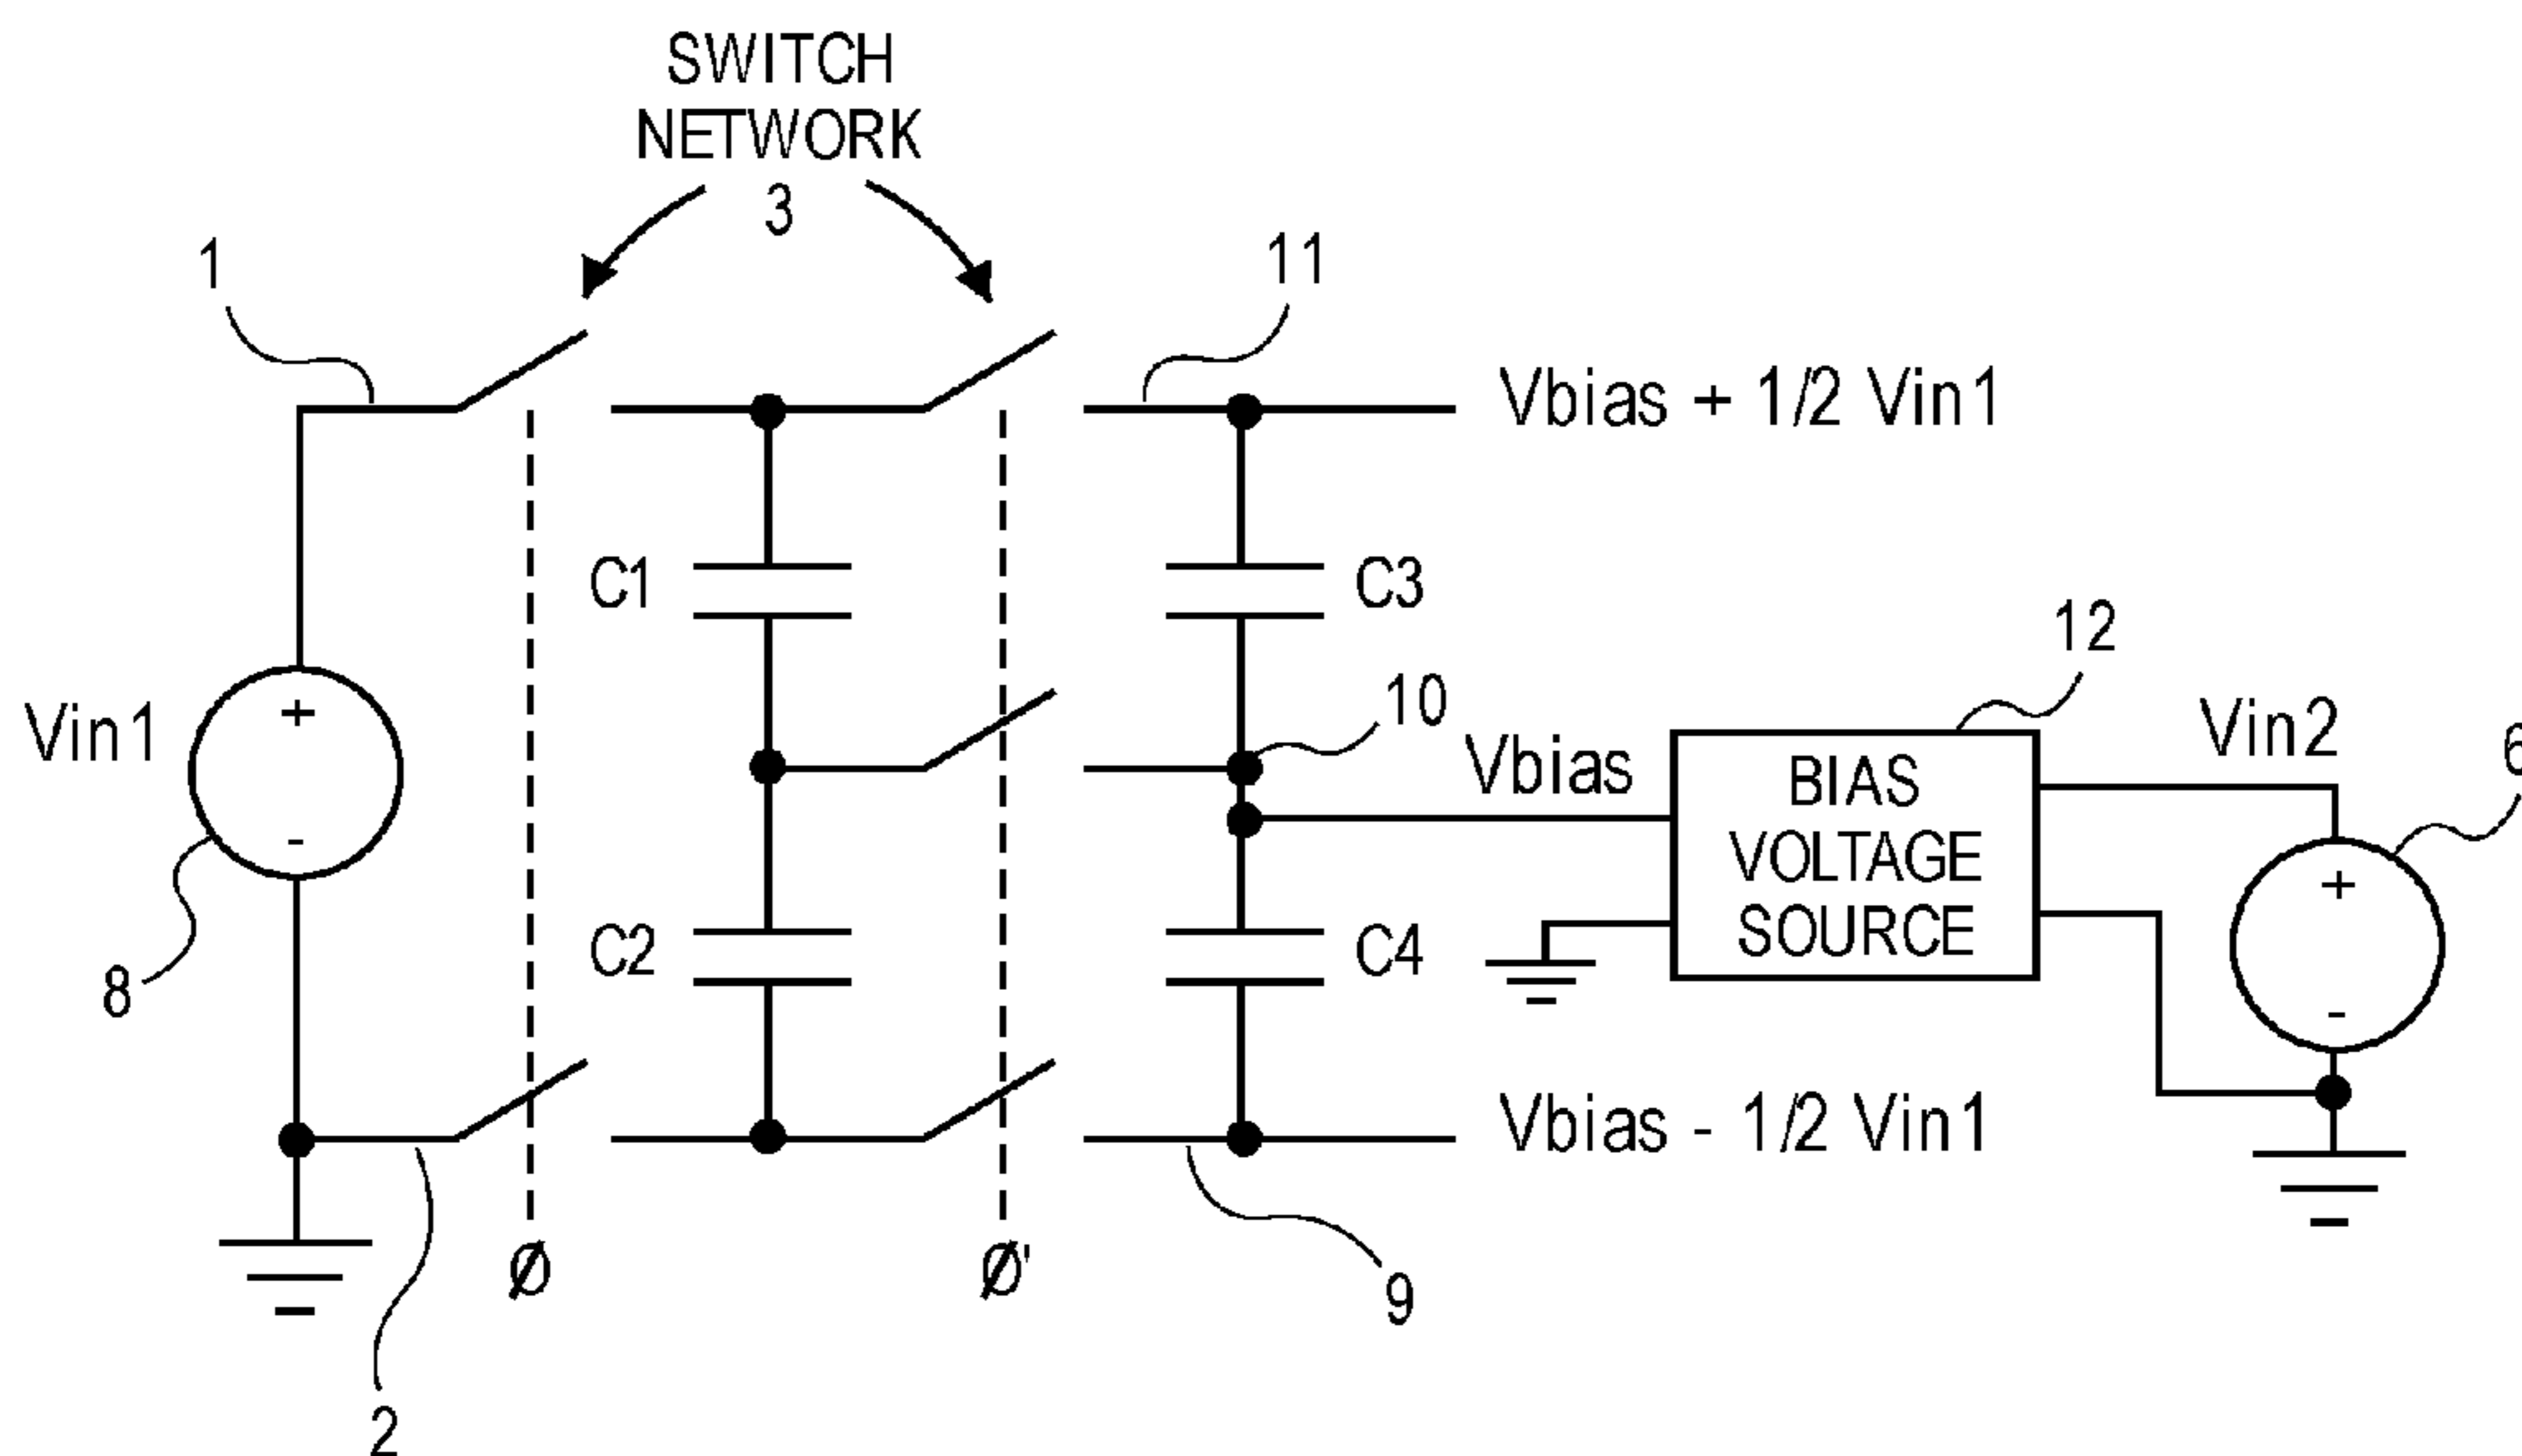 SWITCH
NETWORK
3
1
11
Vbias + 1/2 Vin1
C1
C3
12
Vin1
+
-
10
Vbias
BIAS
VOLTAGE
SOURCE
Vin2
6
+
-
8
C2
C4
Vbias - 1/2 Vin1
Ø
Ø'
9
2